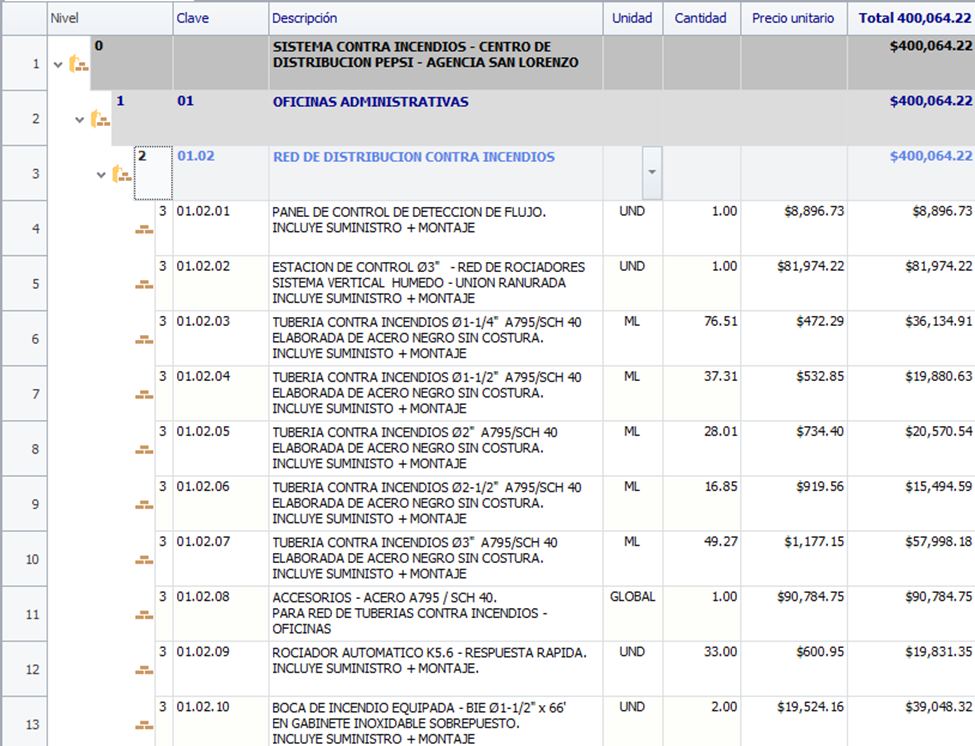 Nivel Clave Descripción Unidad Cantidad Precio unitario Total 400,064.22
1 0 SISTEMA CONTRA INCENDIOS - CENTRO DE $400,064.22
DISTRIBUCION PEPSI - AGENCIA SAN LORENZO
2 1 01 OFICINAS ADMINISTRATIVAS $400,064.22
3 2 01.02 RED DE DISTRIBUCION CONTRA INCENDIOS $400,064.22
4 3 01.02.01 PANEL DE CONTROL DE DETECCION DE FLUJO. UND 1.00 $8,896.73 $8,896.73
INCLUYE SUMINISTRO + MONTAJE
5 3 01.02.02 ESTACION DE CONTROL Ø3" - RED DE ROCIADORES UND 1.00 $81,974.22 $81,974.22
SISTEMA VERTICAL HUMEDO - UNION RANURADA
INCLUYE SUMINISTRO + MONTAJE
6 3 01.02.03 TUBERIA CONTRA INCENDIOS Ø1-1/4" A795/SCH 40 ML 76.51 $472.29 $36,134.91
ELABORADA DE ACERO NEGRO SIN COSTURA.
INCLUYE SUMINISTO + MONTAJE
7 3 01.02.04 TUBERIA CONTRA INCENDIOS Ø1-1/2" A795/SCH 40 ML 37.31 $532.85 $19,880.63
ELABORADA DE ACERO NEGRO SIN COSTURA.
INCLUYE SUMINISTO + MONTAJE
8 3 01.02.05 TUBERIA CONTRA INCENDIOS Ø2" A795/SCH 40 ML 28.01 $734.40 $20,570.54
ELABORADA DE ACERO NEGRO SIN COSTURA.
INCLUYE SUMINISTO + MONTAJE
9 3 01.02.06 TUBERIA CONTRA INCENDIOS Ø2-1/2" A795/SCH 40 ML 16.85 $919.56 $15,494.59
ELABORADA DE ACERO NEGRO SIN COSTURA.
INCLUYE SUMINISTO + MONTAJE
10 3 01.02.07 TUBERIA CONTRA INCENDIOS Ø3" A795/SCH 40 ML 49.27 $1,177.15 $57,998.18
ELABORADA DE ACERO NEGRO SIN COSTURA.
INCLUYE SUMINISTO + MONTAJE
11 3 01.02.08 ACCESORIOS - ACERO A795 / SCH 40. GLOBAL 1.00 $90,784.75 $90,784.75
PARA RED DE TUBERIAS CONTRA INCENDIOS -
OFICINAS
12 3 01.02.09 ROCIADOR AUTOMATICO K5.6 - RESPUESTA RAPIDA. UND 33.00 $600.95 $19,831.35
INCLUYE SUMINISTRO + MONTAJE.
13 3 01.02.10 BOCA DE INCENDIO EQUIPADA - BIE Ø1-1/2" x 66' UND 2.00 $19,524.16 $39,048.32
EN GABINETE INOXIDABLE SOBREPUESTO.
INCLUYE SUMINISTRO + MONTAJE